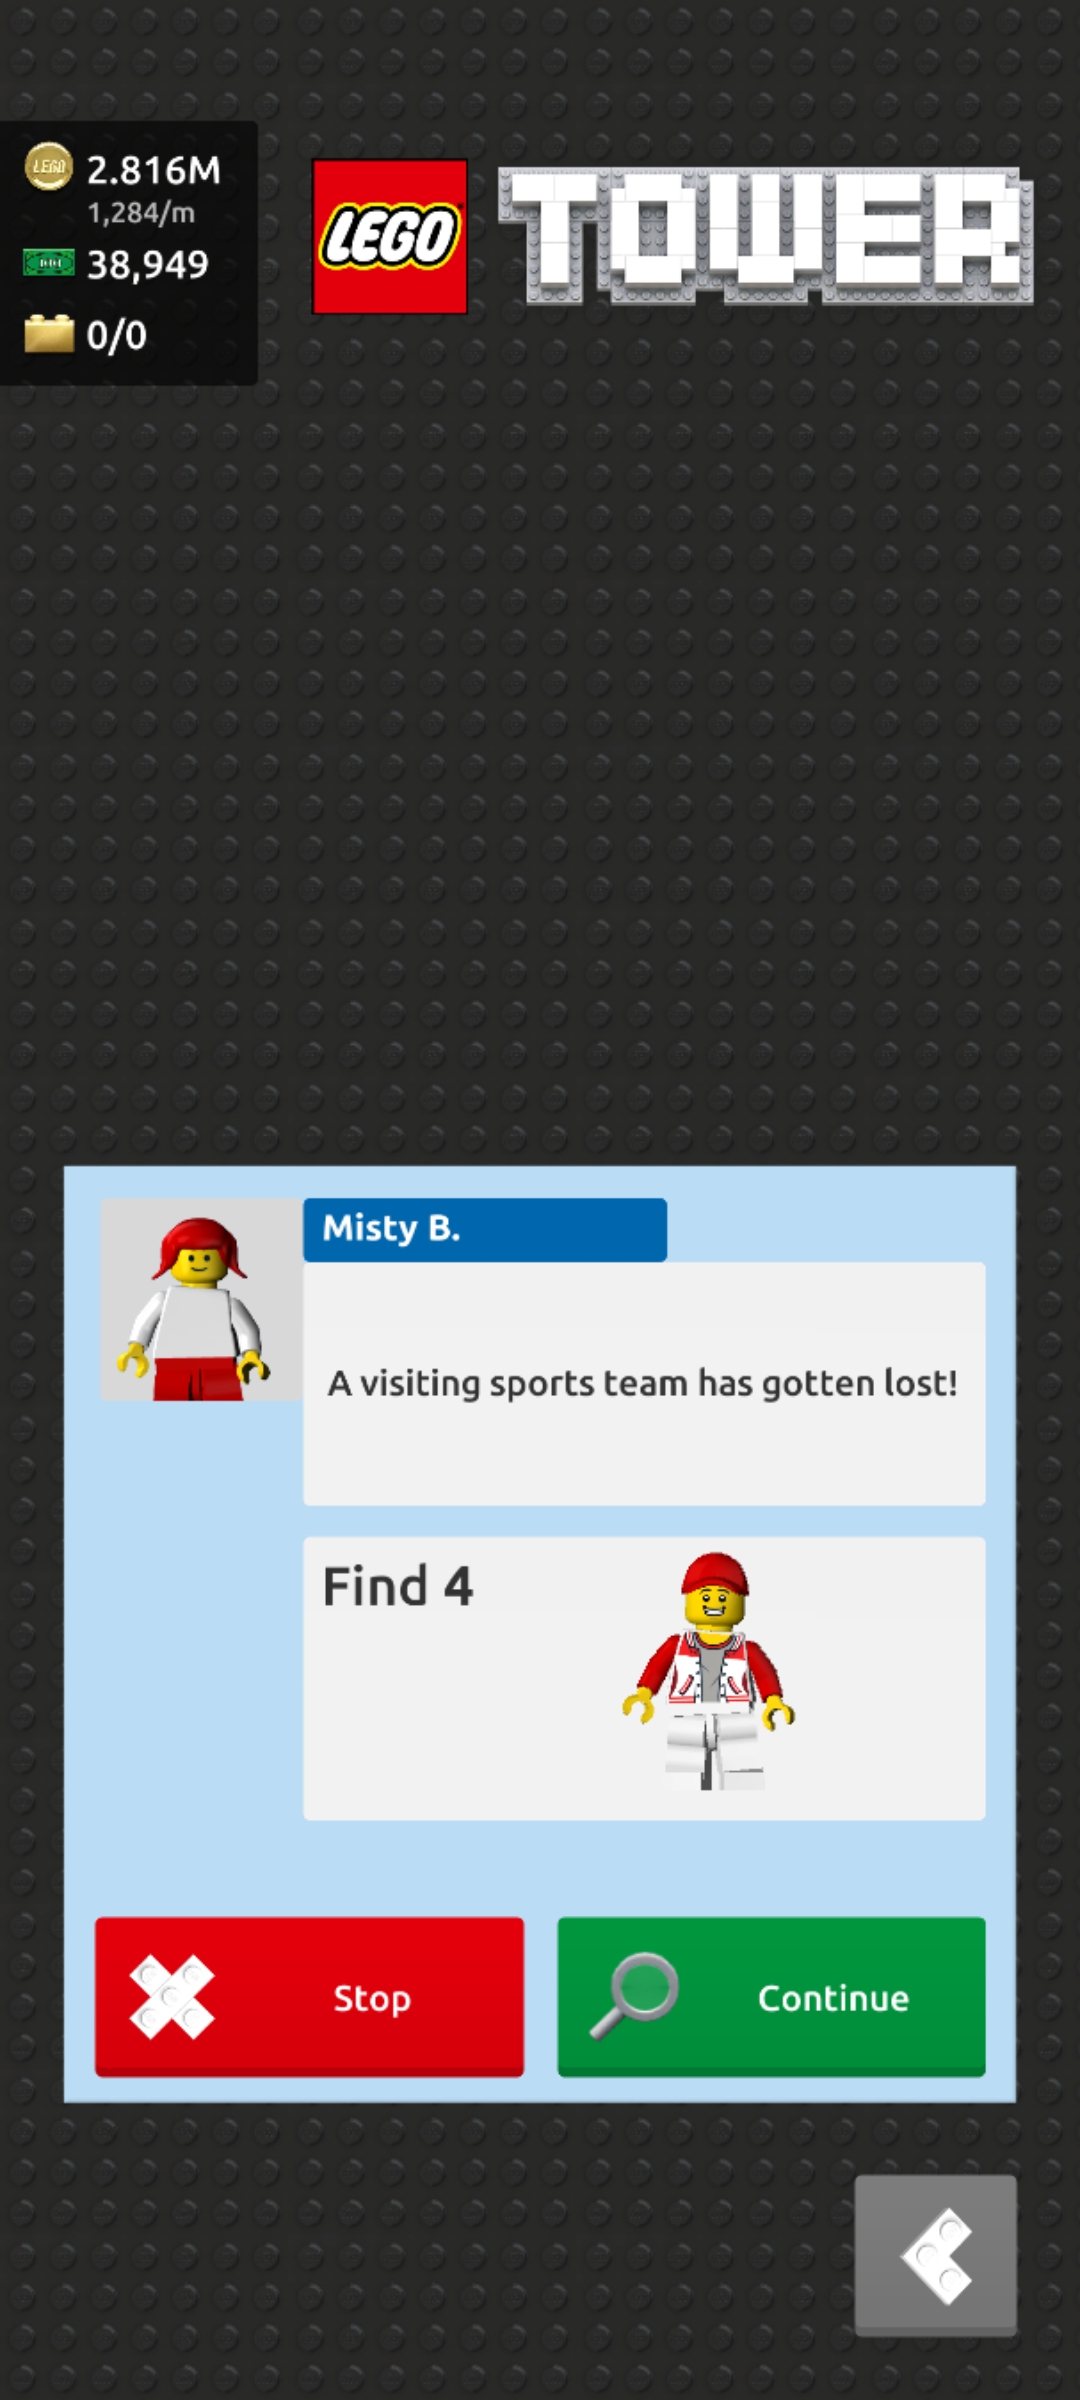 LEGO
2.816M
1,284/m
38,949
0/0
LEGO
TOWER
Misty B.
A visiting sports team has gotten lost!
Find 4
Stop
Continue